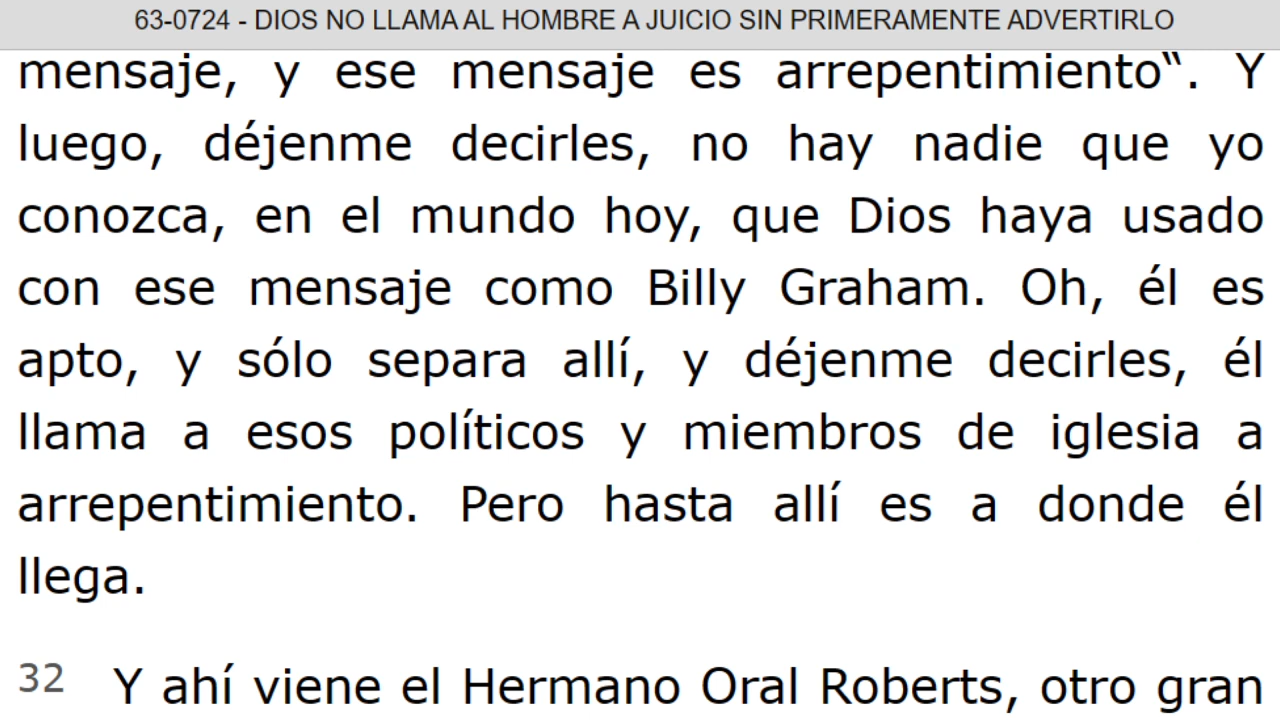 63-0724 - DIOS NO LLAMA AL HOMBRE A JUICIO SIN PRIMERAMENTE ADVERTIRLO
mensaje, y ese mensaje es arrepentimiento“. Y
luego, déjenme decirles, no hay nadie que yo
conozca, en el mundo hoy, que Dios haya usado
con ese mensaje como Billy Graham. Oh, él es
apto, y sólo separa allí, y déjenme decirles, él
llama a esos políticos y miembros de iglesia a
arrepentimiento. Pero hasta allí es a donde él
llega.
32 Y ahí viene el Hermano Oral Roberts, otro gran